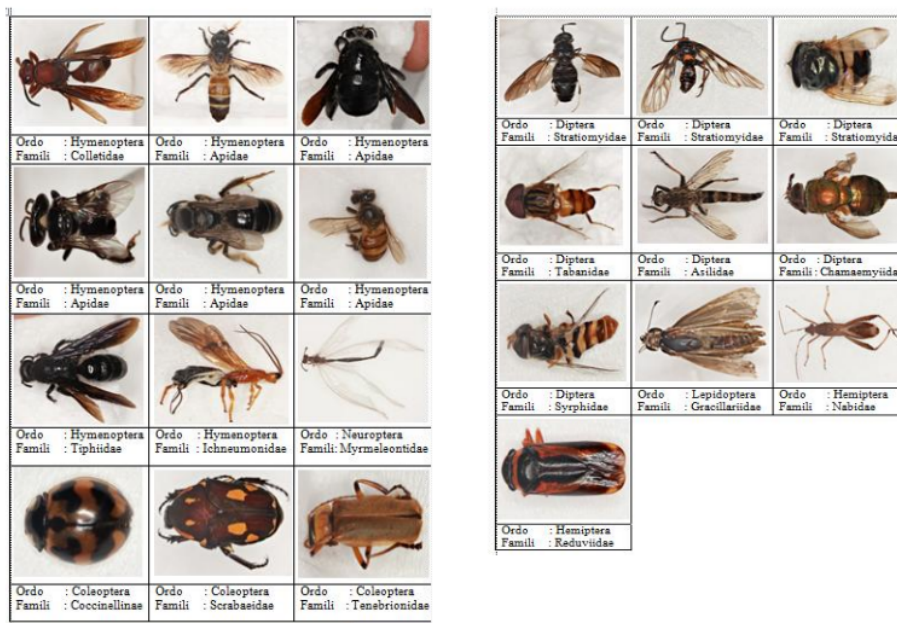 Ordo : Hymenoptera
Famili : Colletidae
Ordo : Hymenoptera
Famili : Apidae
Ordo : Hymenoptera
Famili : Apidae
Ordo : Hymenoptera
Famili : Apidae
Ordo : Hymenoptera
Famili : Apidae
Ordo : Hymenoptera
Famili : Apidae
Ordo : Hymenoptera
Famili : Tiphiidae
Ordo : Hymenoptera
Famili : Ichneumonidae
Ordo : Neuroptera
Famili: Myrmeleontidae
Ordo : Coleoptera
Famili : Coccinellinae
Ordo : Coleoptera
Famili : Scrabaeidae
Ordo : Coleoptera
Famili : Tenebrionidae
Ordo : Diptera
Famili : Stratiomyidae
Ordo : Diptera
Famili : Stratiomyidae
Ordo : Diptera
Famili : Stratiomyidae
Ordo : Diptera
Famili : Tabanidae
Ordo : Diptera
Famili : Asilidae
Ordo : Diptera
Famili : Chamaemyiida
Ordo : Diptera
Famili : Syrphidae
Ordo : Lepidoptera
Famili : Gracillariidae
Ordo : Hemiptera
Famili : Nabidae
Ordo : Hemiptera
Famili : Reduviidae